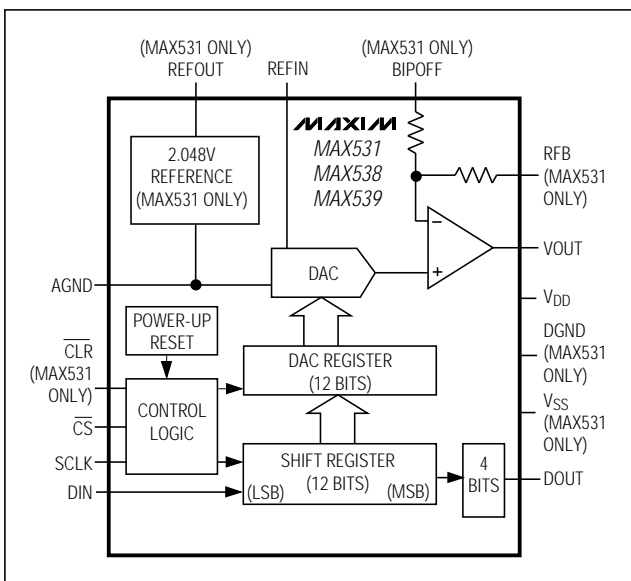 (MAX531 ONLY)
REFOUT
REFIN
(MAX531 ONLY)
BIPOFF
MAXIM
MAX531
MAX538
MAX539
2.048V
REFERENCE
(MAX531 ONLY)
RFB
(MAX531
ONLY)
−
+
VOUT
DAC
AGND
VDD
POWER-UP
RESET
DGND
(MAX531
ONLY)
CLR
(MAX531
ONLY)
DAC REGISTER
(12 BITS)
CONTROL
LOGIC
VSS
(MAX531
ONLY)
CS
SCLK
SHIFT REGISTER
(12 BITS)
(LSB)
(MSB)
4
BITS
DOUT
DIN